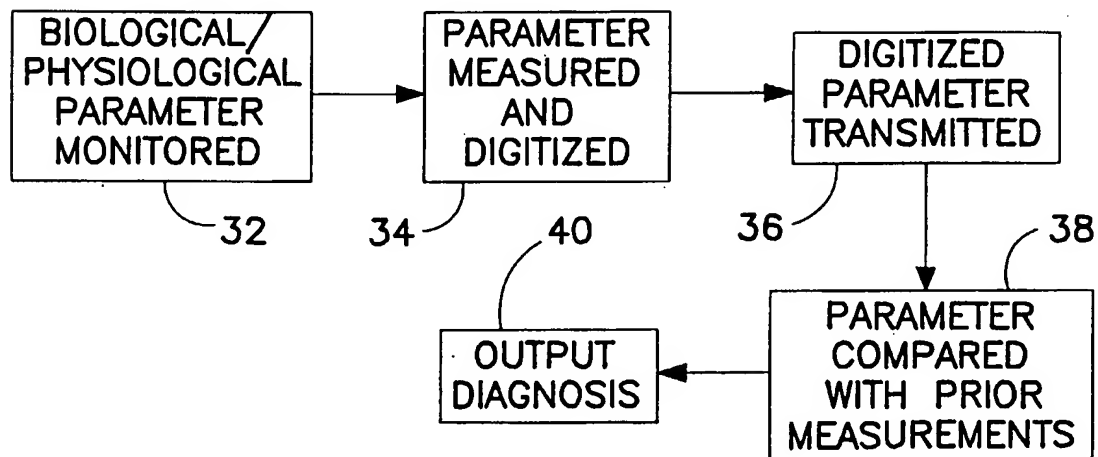 BIOLOGICAL/
PHYSIOLOGICAL
PARAMETER
MONITORED
32
PARAMETER
MEASURED
AND
DIGITIZED
34
DIGITIZED
PARAMETER
TRANSMITTED
36
PARAMETER
COMPARED
WITH PRIOR
MEASUREMENTS
38
OUTPUT
DIAGNOSIS
40